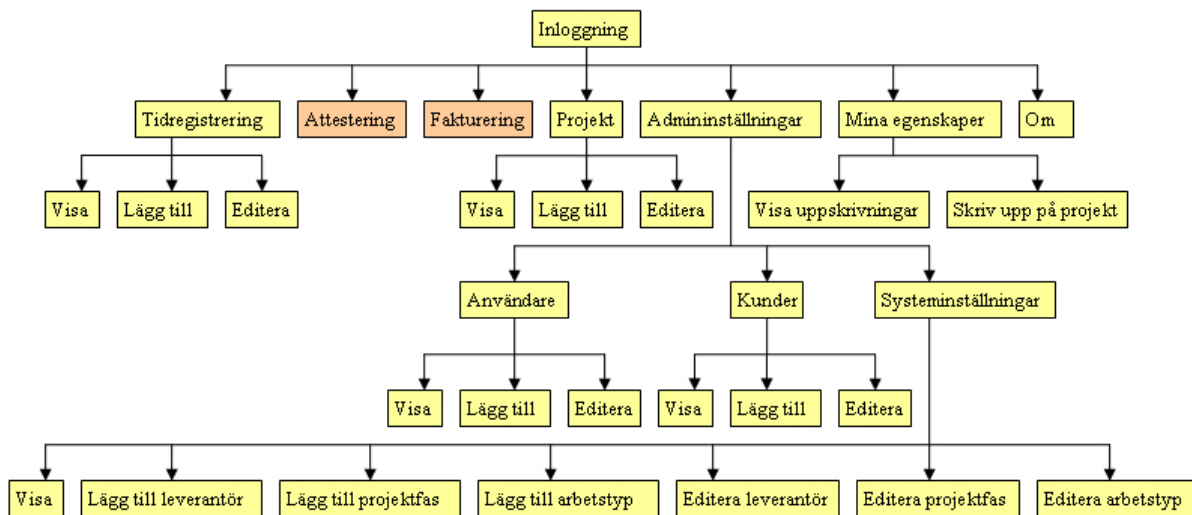 Inloggning
Tidregistrering
Attestering
Fakturering
Projekt
Admininställningar
Mina egenskaper
Om
Visa
Lägg till
Editera
Visa
Lägg till
Editera
Visa uppskrivningar
Skriv upp på projekt
Användare
Kunder
Systeminställningar
Visa
Lägg till
Editera
Visa
Lägg till
Editera
Visa
Lägg till leverantör
Lägg till projektfas
Lägg till arbetstyp
Editera leverantör
Editera projektfas
Editera arbetstyp